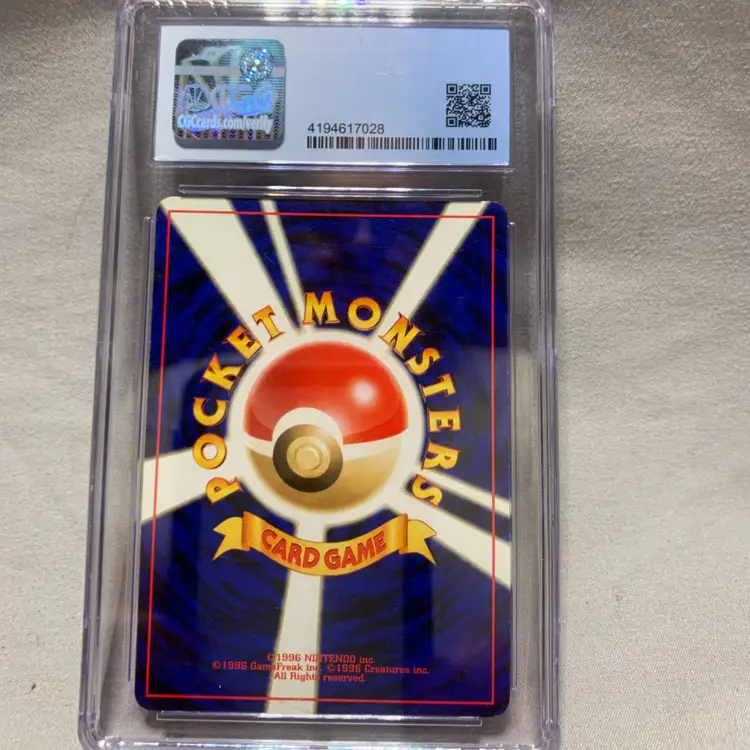 CGC
CGCcards.com/verify
4194617028
POCKET MONSTERS
CARD GAME
©1996 NINTENDO inc.
©1996 GameFreak inc. ©1996 Creatures inc.
All Rights reserved.